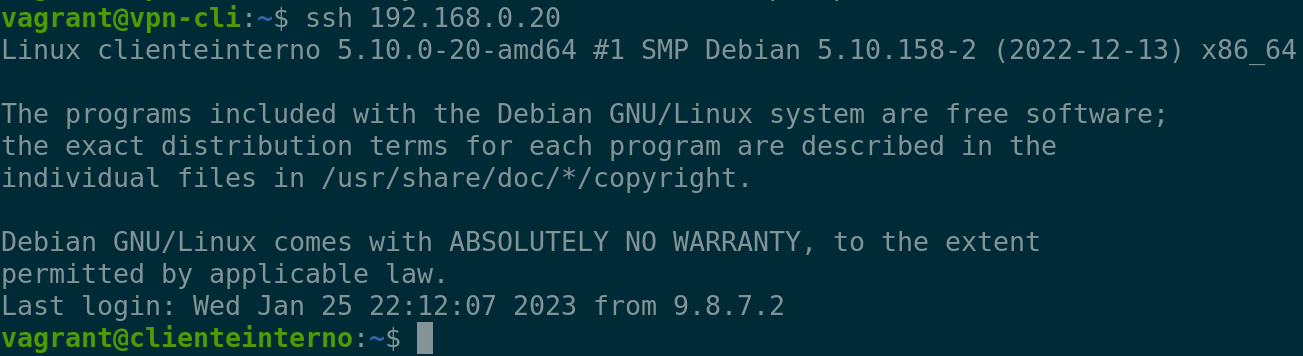 vagrant@vpn-cli:~$ ssh 192.168.0.20
Linux clienteinterno 5.10.0-20-amd64 #1 SMP Debian 5.10.158-2 (2022-12-13) x86_64
The programs included with the Debian GNU/Linux system are free software;
the exact distribution terms for each program are described in the
individual files in /usr/share/doc/*/copyright.
Debian GNU/Linux comes with ABSOLUTELY NO WARRANTY, to the extent
permitted by applicable law.
Last login: Wed Jan 25 22:12:07 2023 from 9.8.7.2
vagrant@clienteinterno:~$